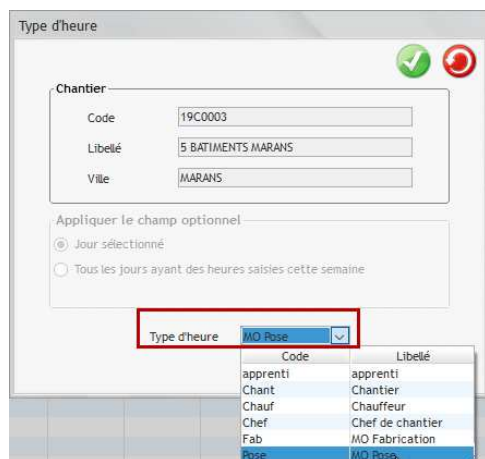 Type d'heure
Chantier
Code 19C0003
Libellé 5 BATIMENTS MARANS
Ville MARANS
Appliquer le champ optionnel
Jour sélectionné
Tous les jours ayant des heures saisies cette semaine
Type d'heure MO Pose
Code Libellé
apprenti apprenti
Chant Chantier
Chauf Chauffeur
Chef Chef de chantier
Fab MO Fabrication
Pose MO Pose